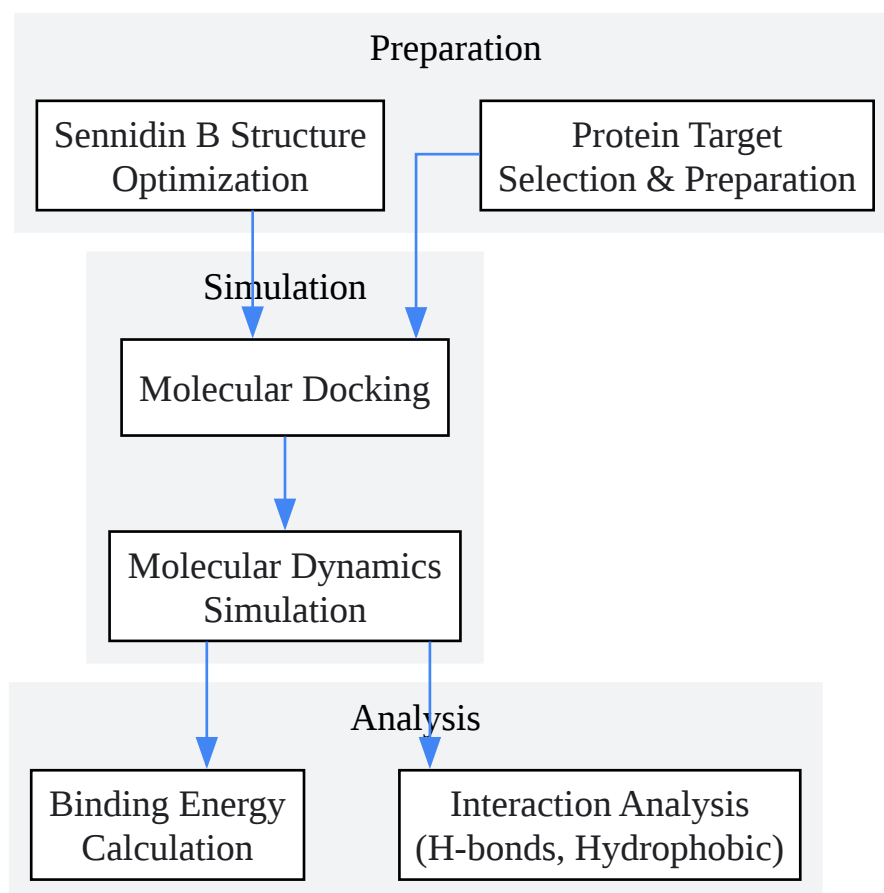 Preparation
Sennidin B Structure
Optimization
Protein Target
Selection & Preparation
Simulation
Molecular Docking
Molecular Dynamics
Simulation
Analysis
Binding Energy
Calculation
Interaction Analysis
(H-bonds, Hydrophobic)